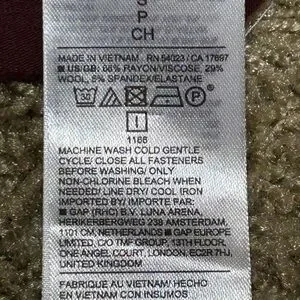 S
P
CH
MADE IN VIETNAM RN 54023 / CA 17897
■ US/GB: 66% RAYON/VISCOSE, 29%
WOOL, 5% SPANDEX/ELASTANE
I
1166
MACHINE WASH COLD GENTLE
CYCLE/ CLOSE ALL FASTENERS
BEFORE WASHING/ ONLY
NON-CHLORINE BLEACH WHEN
NEEDED/ LINE DRY/ COOL IRON
IMPORTED FOR/PAR:
■ GAP (RHC) B.V. LUNA ARENA,
HERIKERBERGWEG 238 AMSTERDAM,
1101 CM, NETHERLANDS ■ GAP EUROPE
LIMITED, C/O TMF GROUP, 13TH FLOOR,
ONE ANGEL COURT, LONDON, EC2R 7HJ,
UNITED KINGDOM
FABRIQUE AU VIETNAM/ HECHO
EN VIETNAM CON INSUMOS